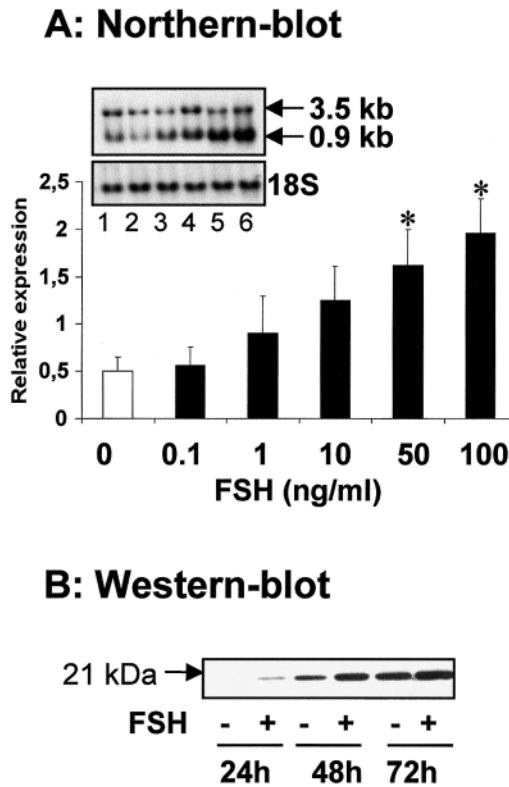 A: Northern-blot
3.5 kb
0.9 kb
18S
1 2 3 4 5 6
2,5
2
1,5
1
0,5
0
Relative expression
* *
0 0.1 1 10 50 100
FSH (ng/ml)
B: Western-blot
21 kDa
FSH - + - + - +
24h 48h 72h